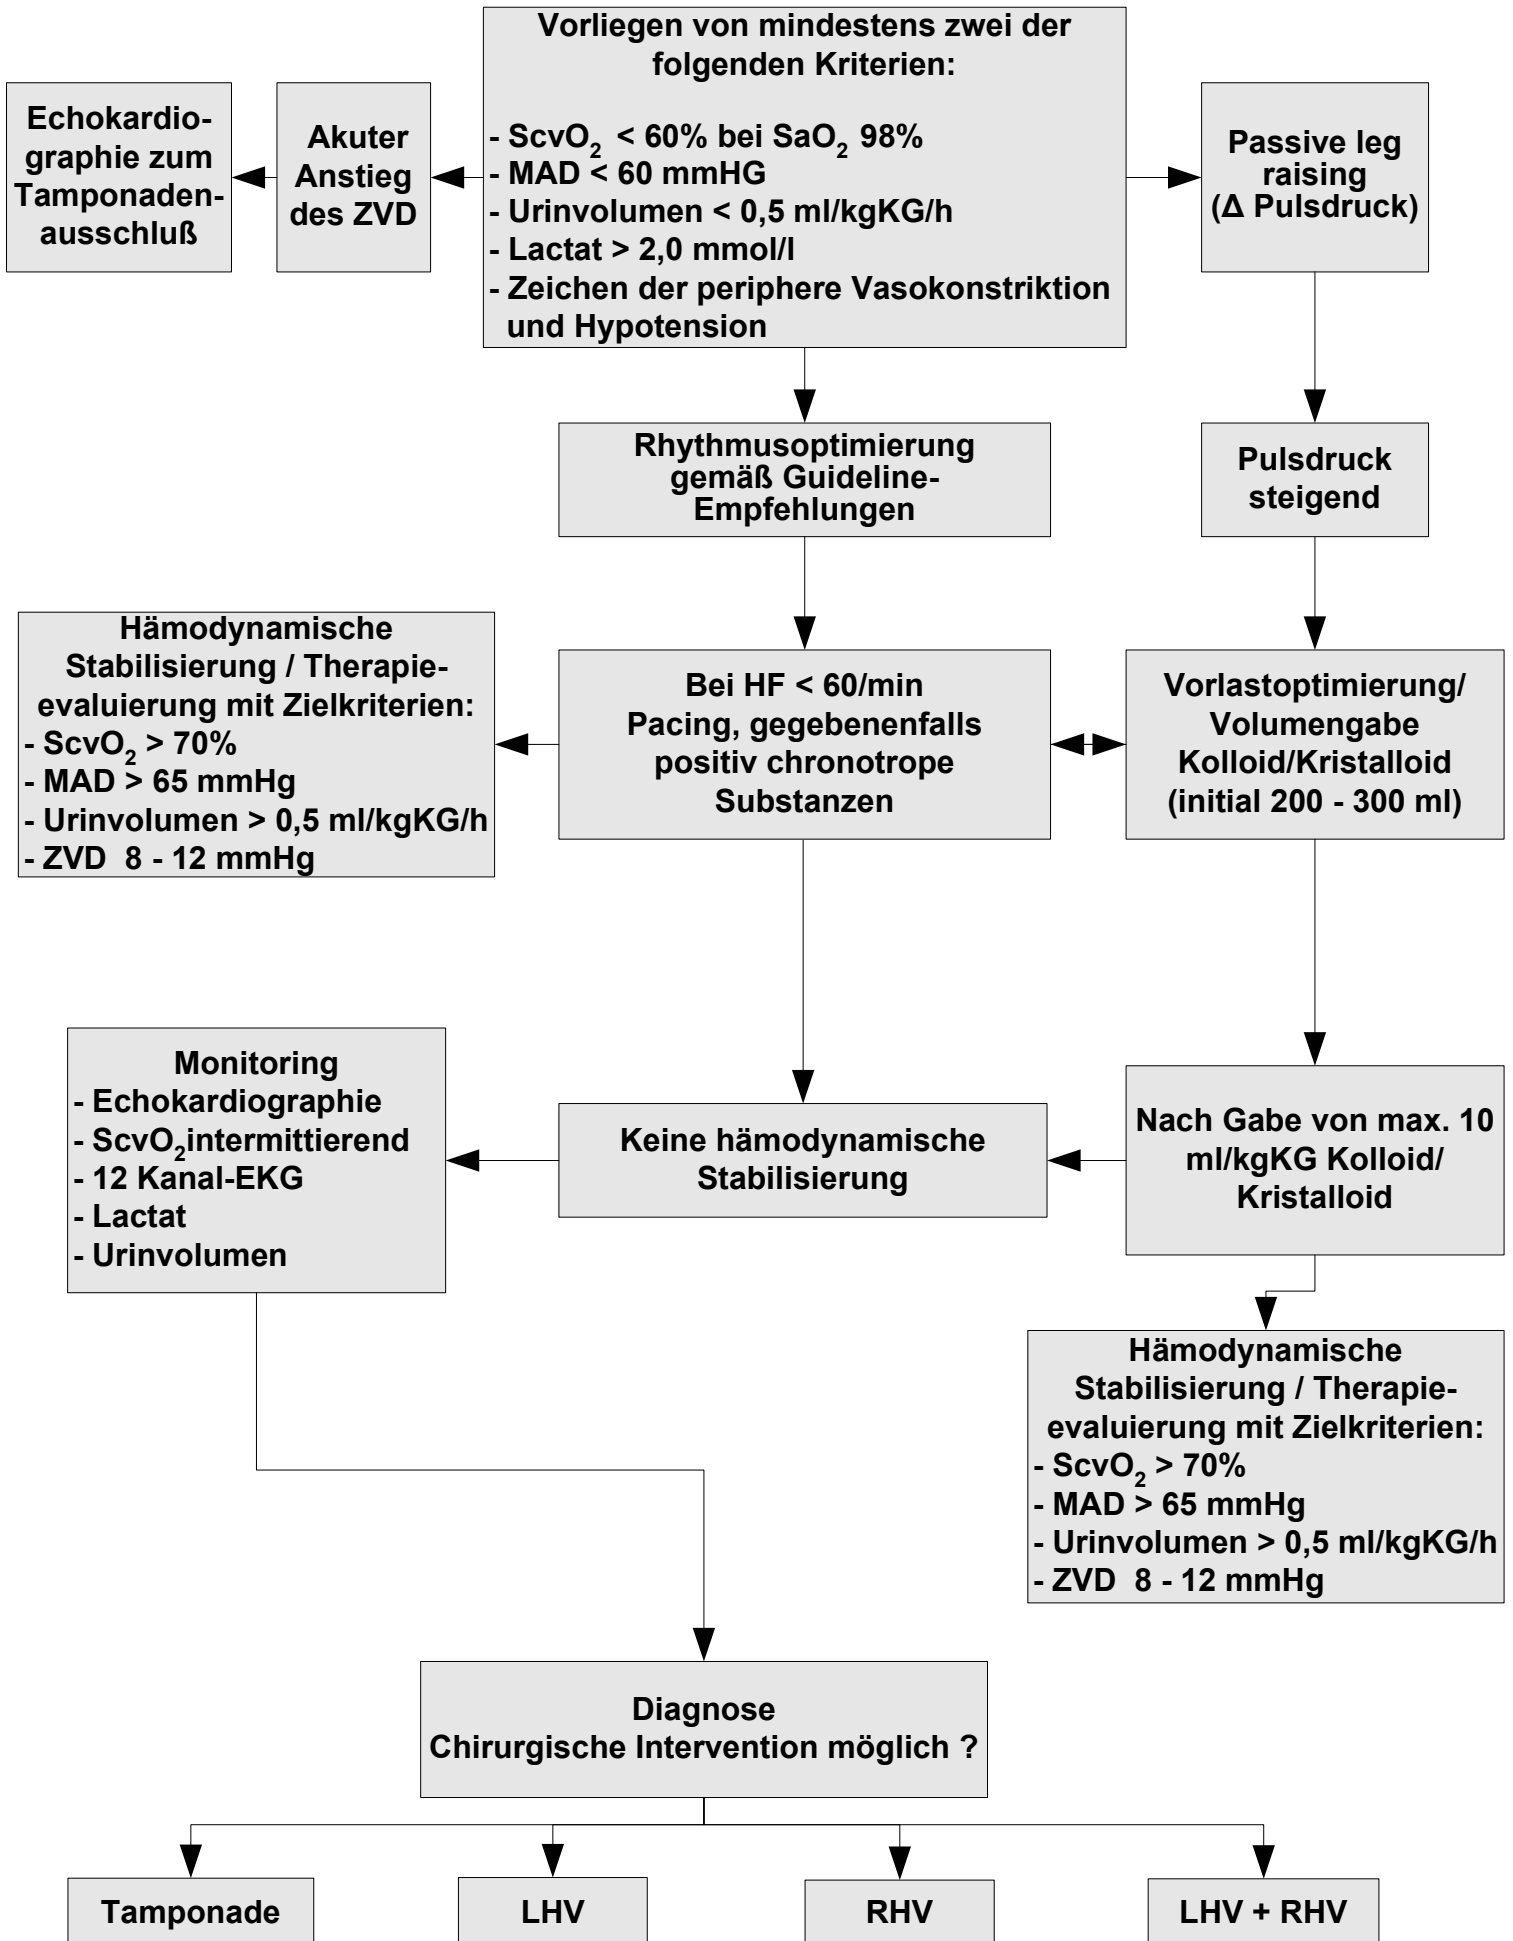 Vorliegen von mindestens zwei der
folgenden Kriterien:
- ScvO₂ < 60% bei SaO₂ 98%
- MAD < 60 mmHG
- Urinvolumen < 0,5 ml/kgKG/h
- Lactat > 2,0 mmol/l
- Zeichen der periphere Vasokonstriktion
und Hypotension
Echokardio-
graphie zum
Tamponaden-
ausschluß
Akuter
Anstieg
des ZVD
Passive leg
raising
(Δ Pulsdruck)
Rhythmusoptimierung
gemäß Guideline-
Empfehlungen
Pulsdruck
steigend
Hämodynamische
Stabilisierung / Therapie-
evaluierung mit Zielkriterien:
- ScvO₂ > 70%
- MAD > 65 mmHg
- Urinvolumen > 0,5 ml/kgKG/h
- ZVD 8 - 12 mmHg
Bei HF < 60/min
Pacing, gegebenenfalls
positiv chronotrope
Substanzen
Vorlastoptimierung/
Volumengabe
Kolloid/Kristalloid
(initial 200 - 300 ml)
Monitoring
- Echokardiographie
- ScvO₂intermittierend
- 12 Kanal-EKG
- Lactat
- Urinvolumen
Keine hämodynamische
Stabilisierung
Nach Gabe von max. 10
ml/kgKG Kolloid/
Kristalloid
Hämodynamische
Stabilisierung / Therapie-
evaluierung mit Zielkriterien:
- ScvO₂ > 70%
- MAD > 65 mmHg
- Urinvolumen > 0,5 ml/kgKG/h
- ZVD 8 - 12 mmHg
Diagnose
Chirurgische Intervention möglich ?
Tamponade
LHV
RHV
LHV + RHV